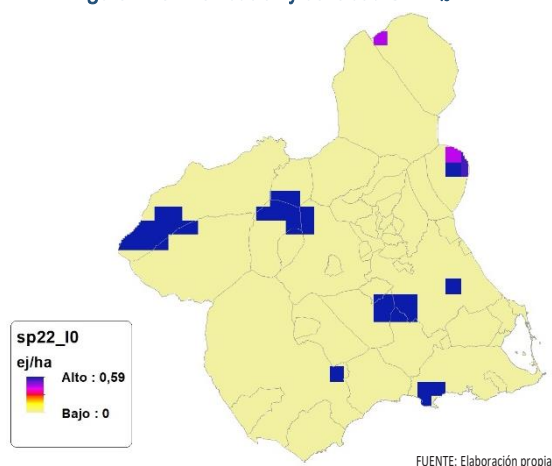 sp22_I0
ej/ha
Alto : 0,59
Bajo : 0
FUENTE: Elaboración propia